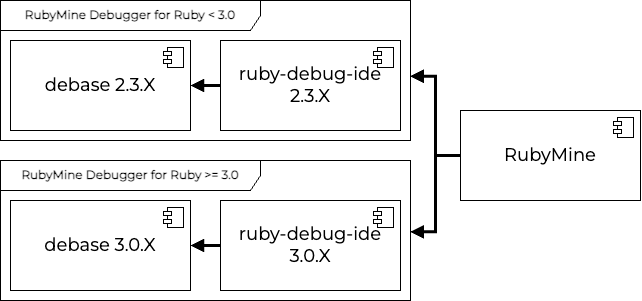 RubyMine Debugger for Ruby < 3.0
debase 2.3.X
ruby-debug-ide
2.3.X
RubyMine
RubyMine Debugger for Ruby >= 3.0
debase 3.0.X
ruby-debug-ide
3.0.X